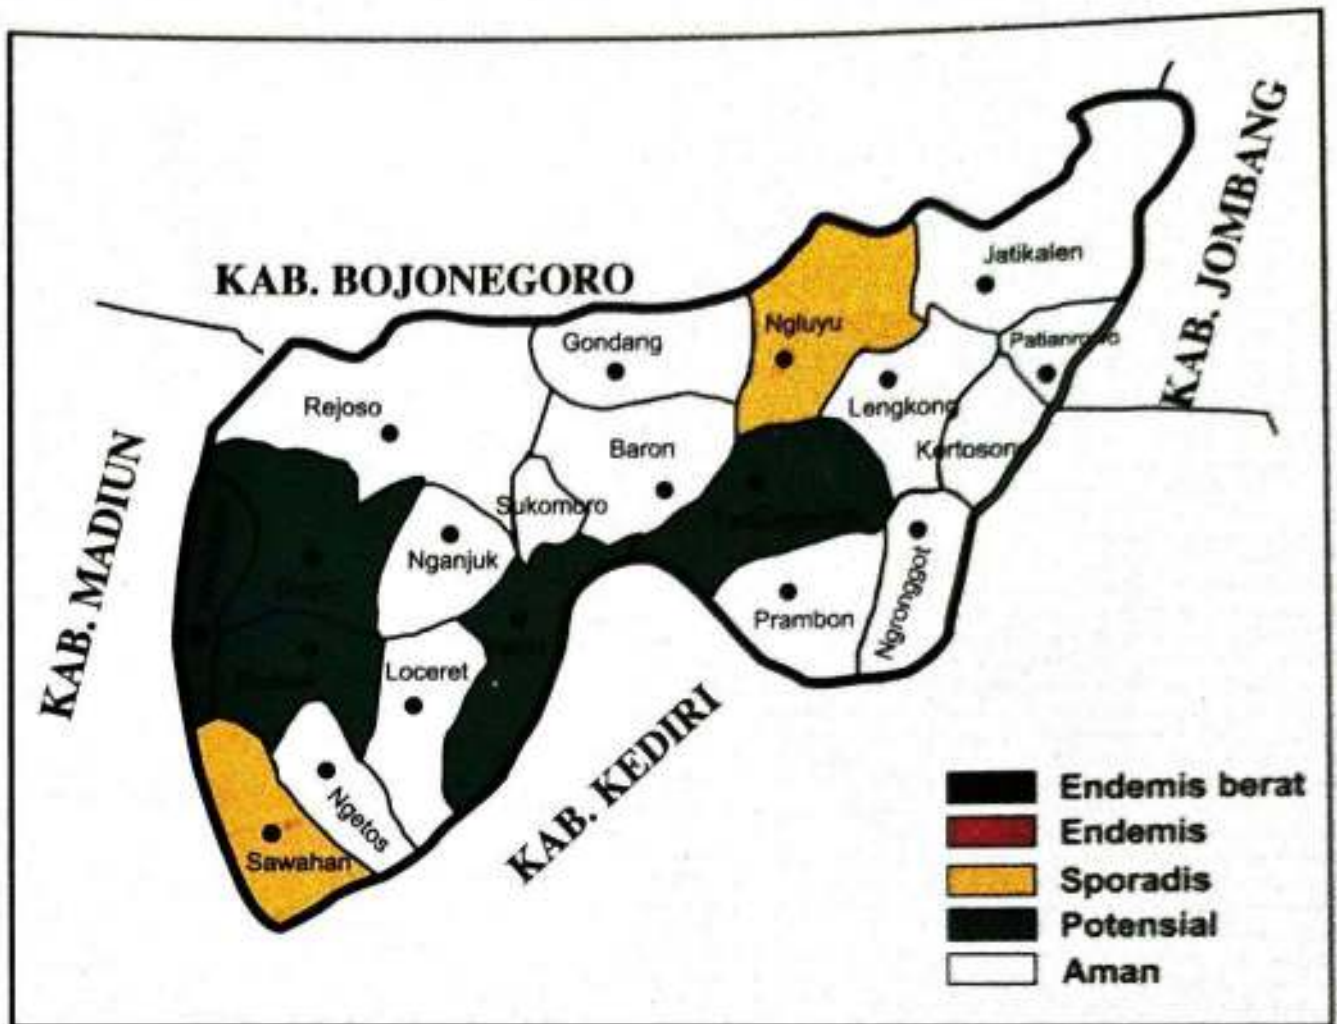 KAB. BOJONEGORO
KAB. JOMBANG
KAB. MADIUN
KAB. KEDIRI
Jatikalen
Ngluyu
Gondang
Patianrowo
Rejoso
Lengkong
Baron
Kertosono
Sukomoro
Nganjuk
Ngronggot
Prambon
Loceret
Ngetos
Sawahan
Endemis berat
Endemis
Sporadis
Potensial
Aman